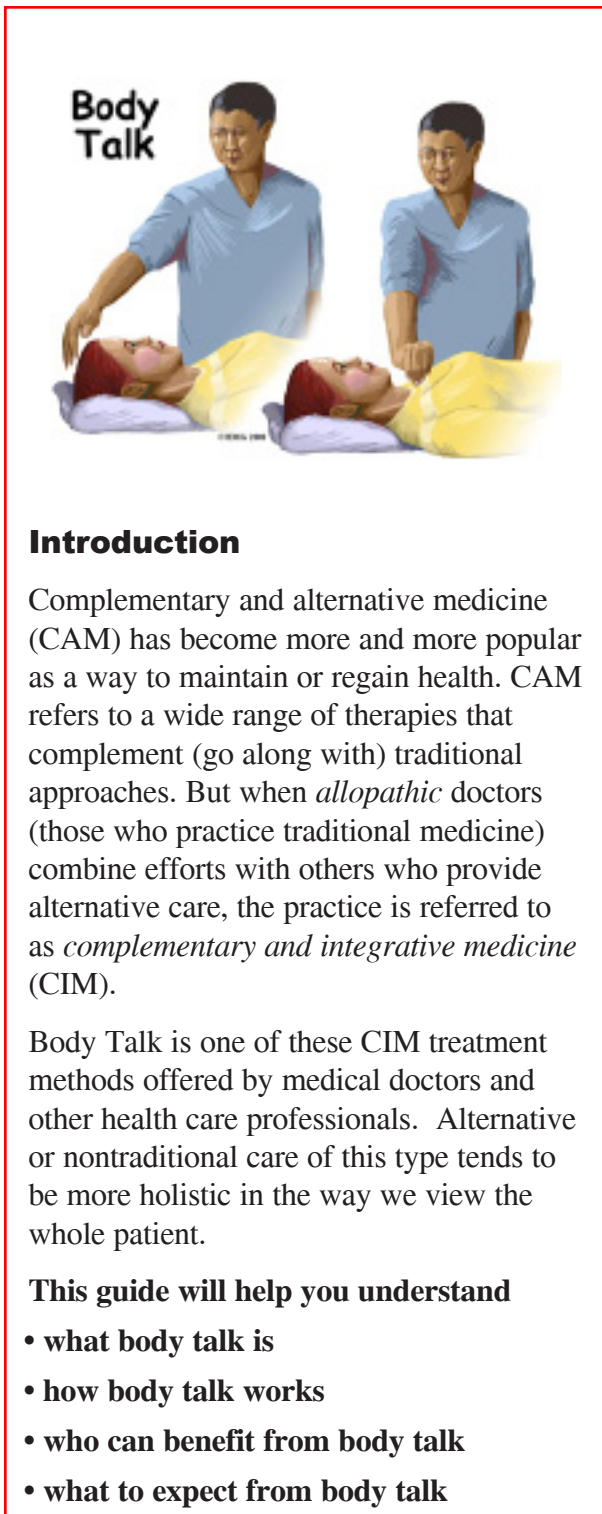 Body
Talk
Introduction
Complementary and alternative medicine
(CAM) has become more and more popular
as a way to maintain or regain health. CAM
refers to a wide range of therapies that
complement (go along with) traditional
approaches. But when allopathic doctors
(those who practice traditional medicine)
combine efforts with others who provide
alternative care, the practice is referred to
as complementary and integrative medicine
(CIM).
Body Talk is one of these CIM treatment
methods offered by medical doctors and
other health care professionals.  Alternative
or nontraditional care of this type tends to
be more holistic in the way we view the
whole patient.
This guide will help you understand
• what body talk is
• how body talk works
• who can benefit from body talk
• what to expect from body talk